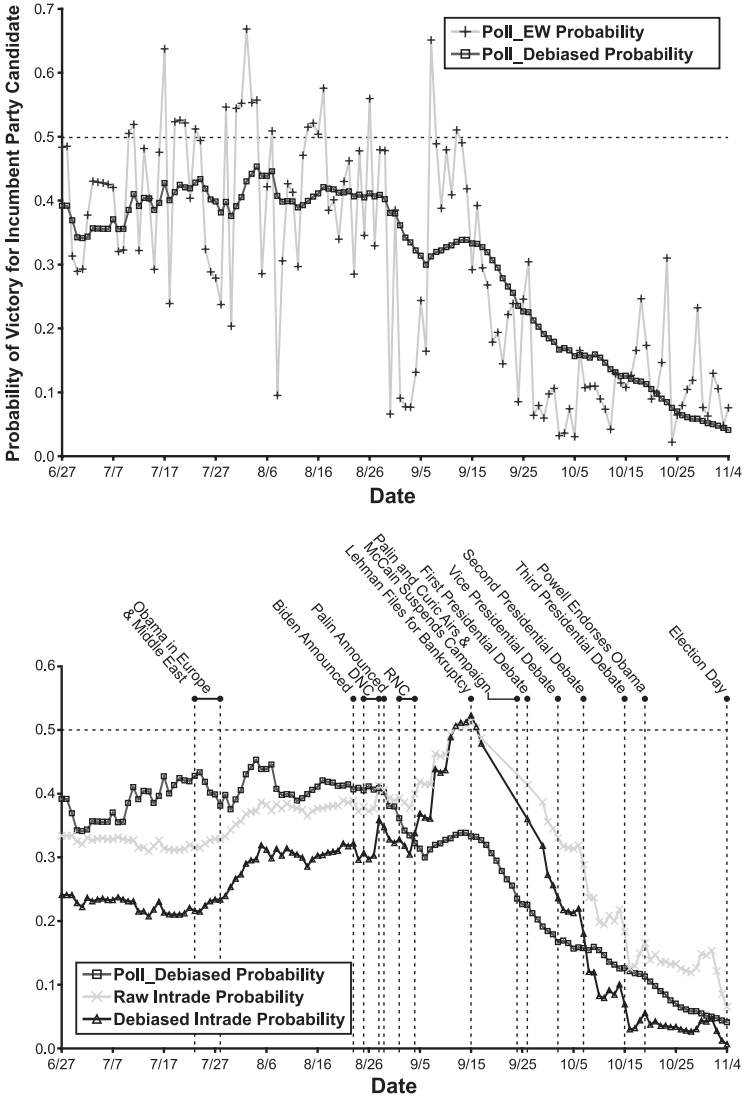 Probability of Victory for Incumbent Party Candidate
0.7
0.6
0.5
0.4
0.3
0.2
0.1
0.0
Poll_EW Probability
Poll_Debiased Probability
6/27 7/7 7/17 7/27 8/6 8/16 8/26 9/5 9/15 9/25 10/5 10/15 10/25 11/4
Date
Obama in Europe
& Middle East
Biden Announced
DNC
Palin Announced
RNC
Lehman Files for Bankruptcy
McCain Suspends Campaign
Palin and Curic Airs &
First Presidential Debate
Vice Presidential Debate
Second Presidential Debate
Third Presidential Debate
Powell Endorses Obama
Election Day
0.6
0.5
0.4
0.3
0.2
0.1
0.0
Poll_Debiased Probability
Raw Intrade Probability
Debiased Intrade Probability
6/27 7/7 7/17 7/27 8/6 8/16 8/26 9/5 9/15 9/25 10/5 10/15 10/25 11/4
Date